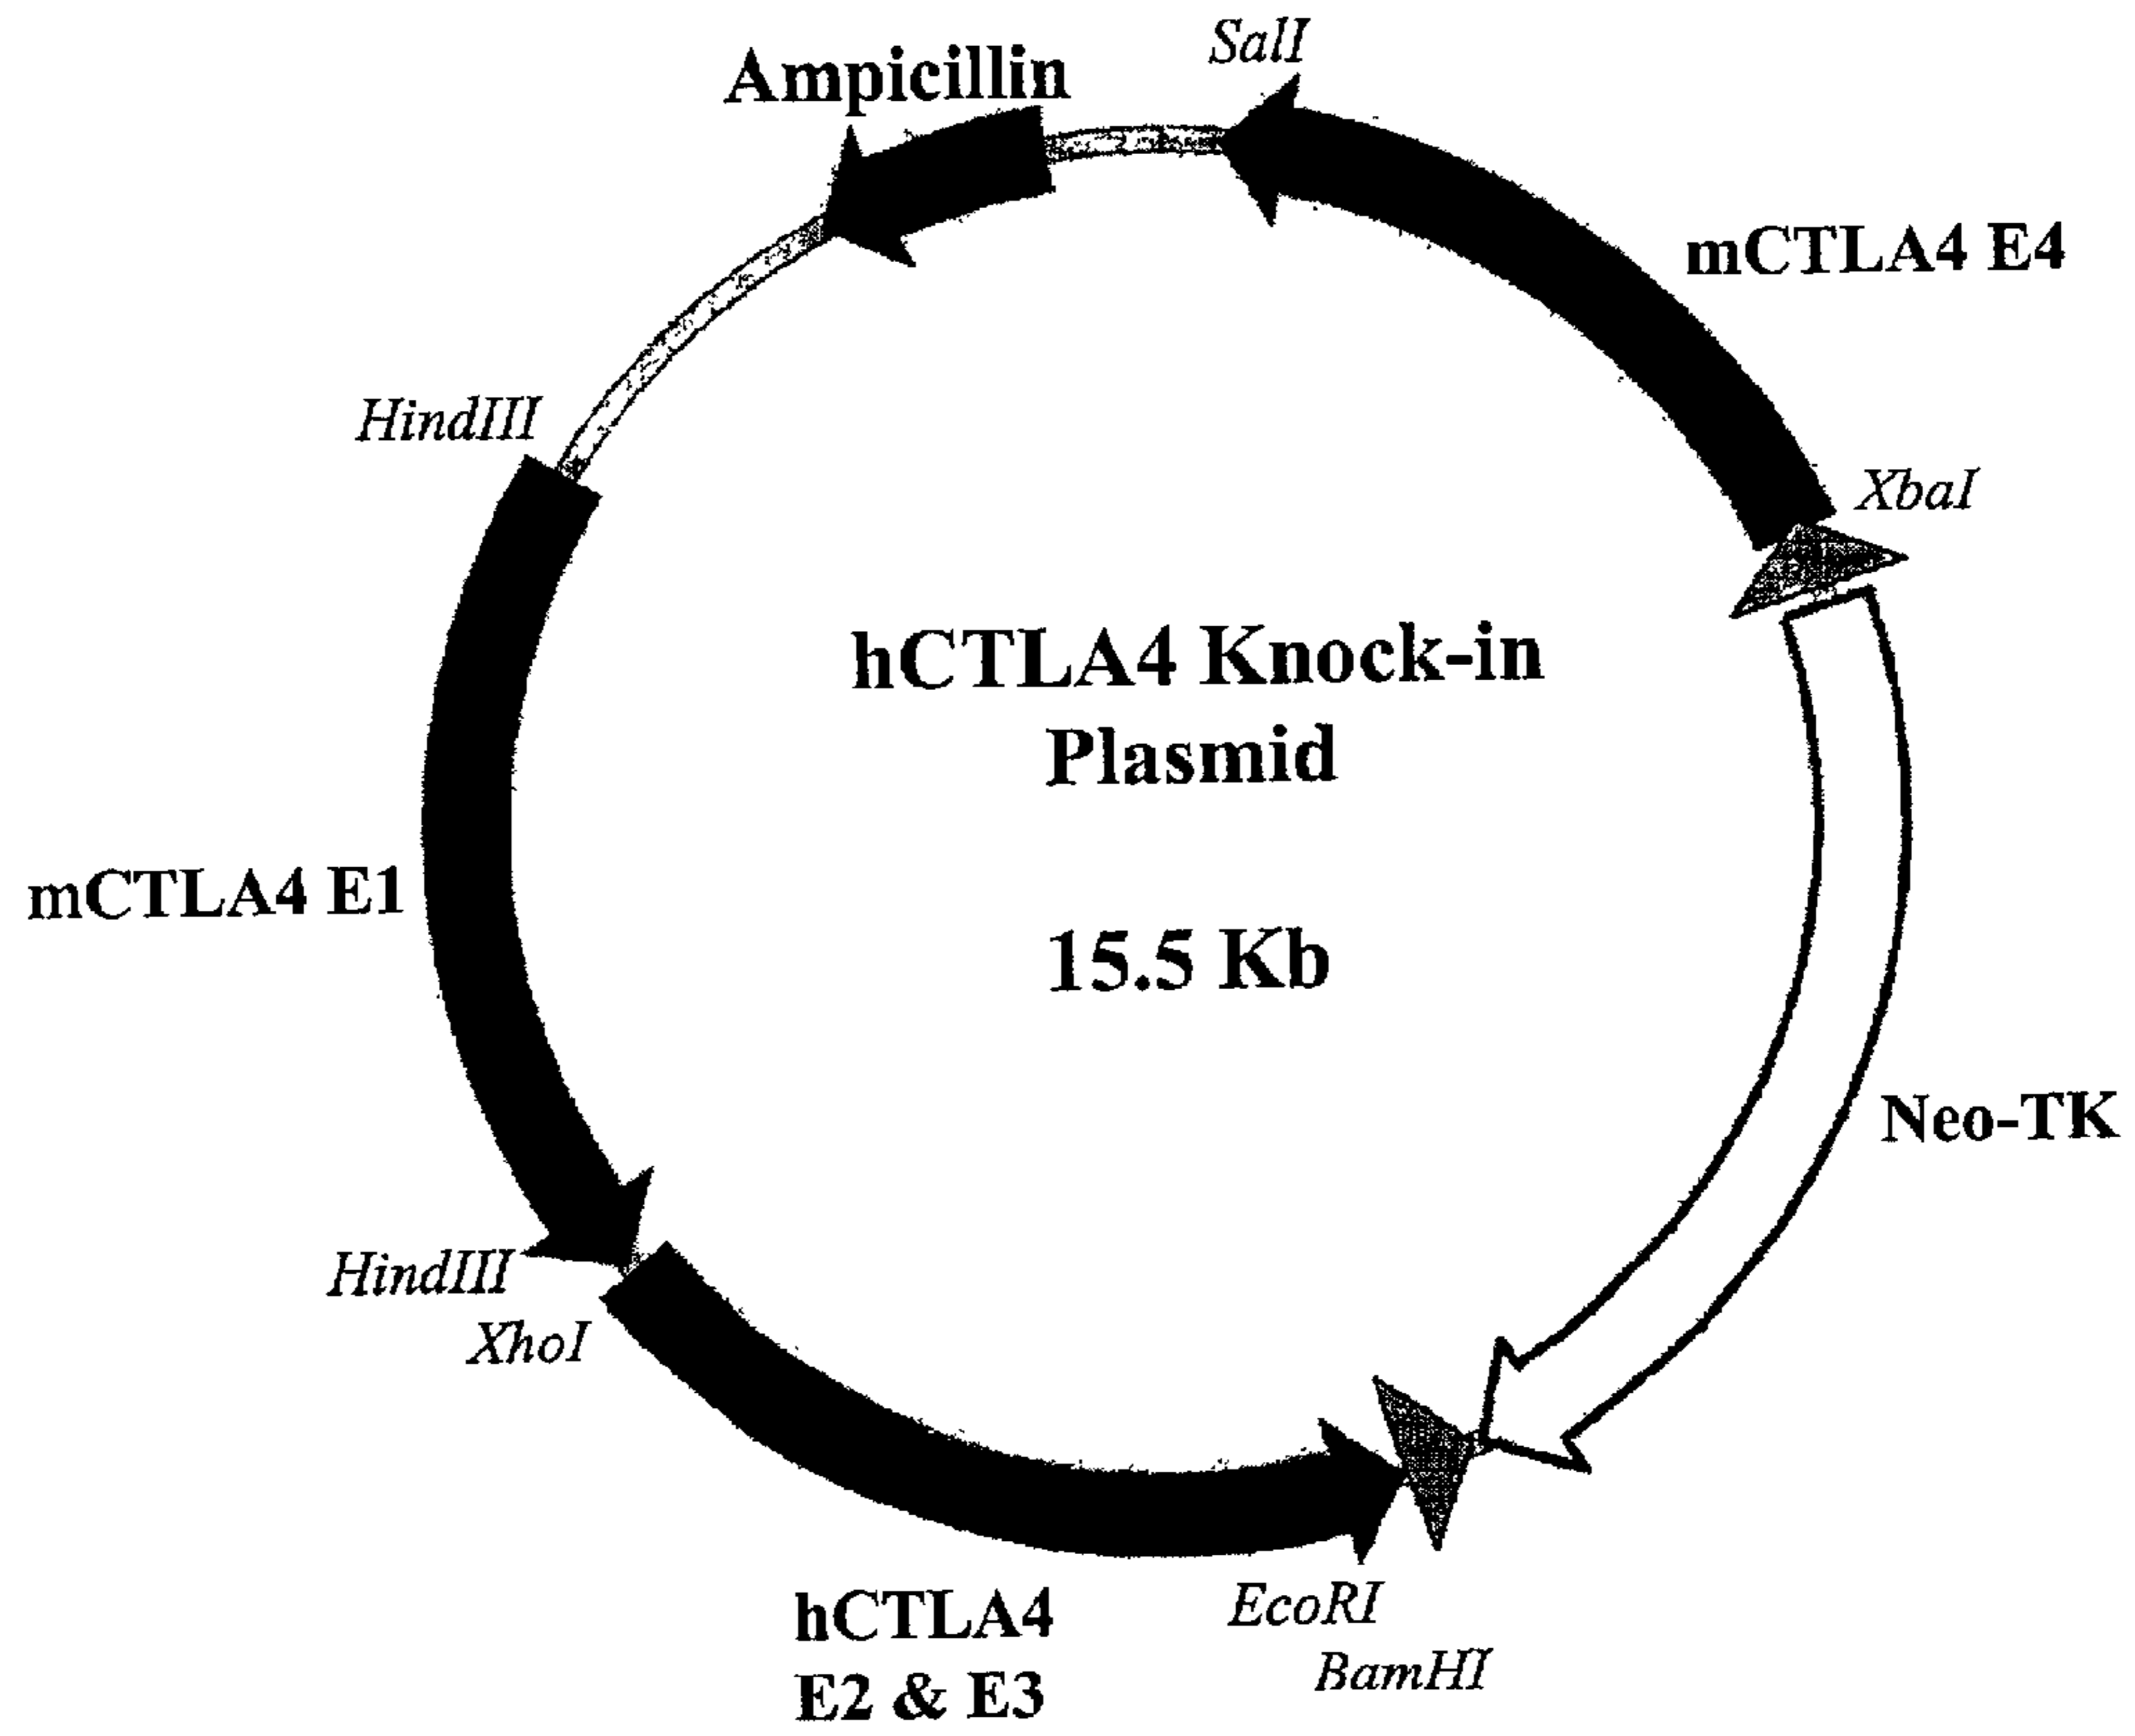 SalI
Ampicillin
mCTLA4 E4
HindIII
XbaI
hCTLA4 Knock-in
Plasmid
mCTLA4 E1
15.5 Kb
Neo-TK
HindIII
XhoI
hCTLA4
E2 & E3
EcoRI
BamHI